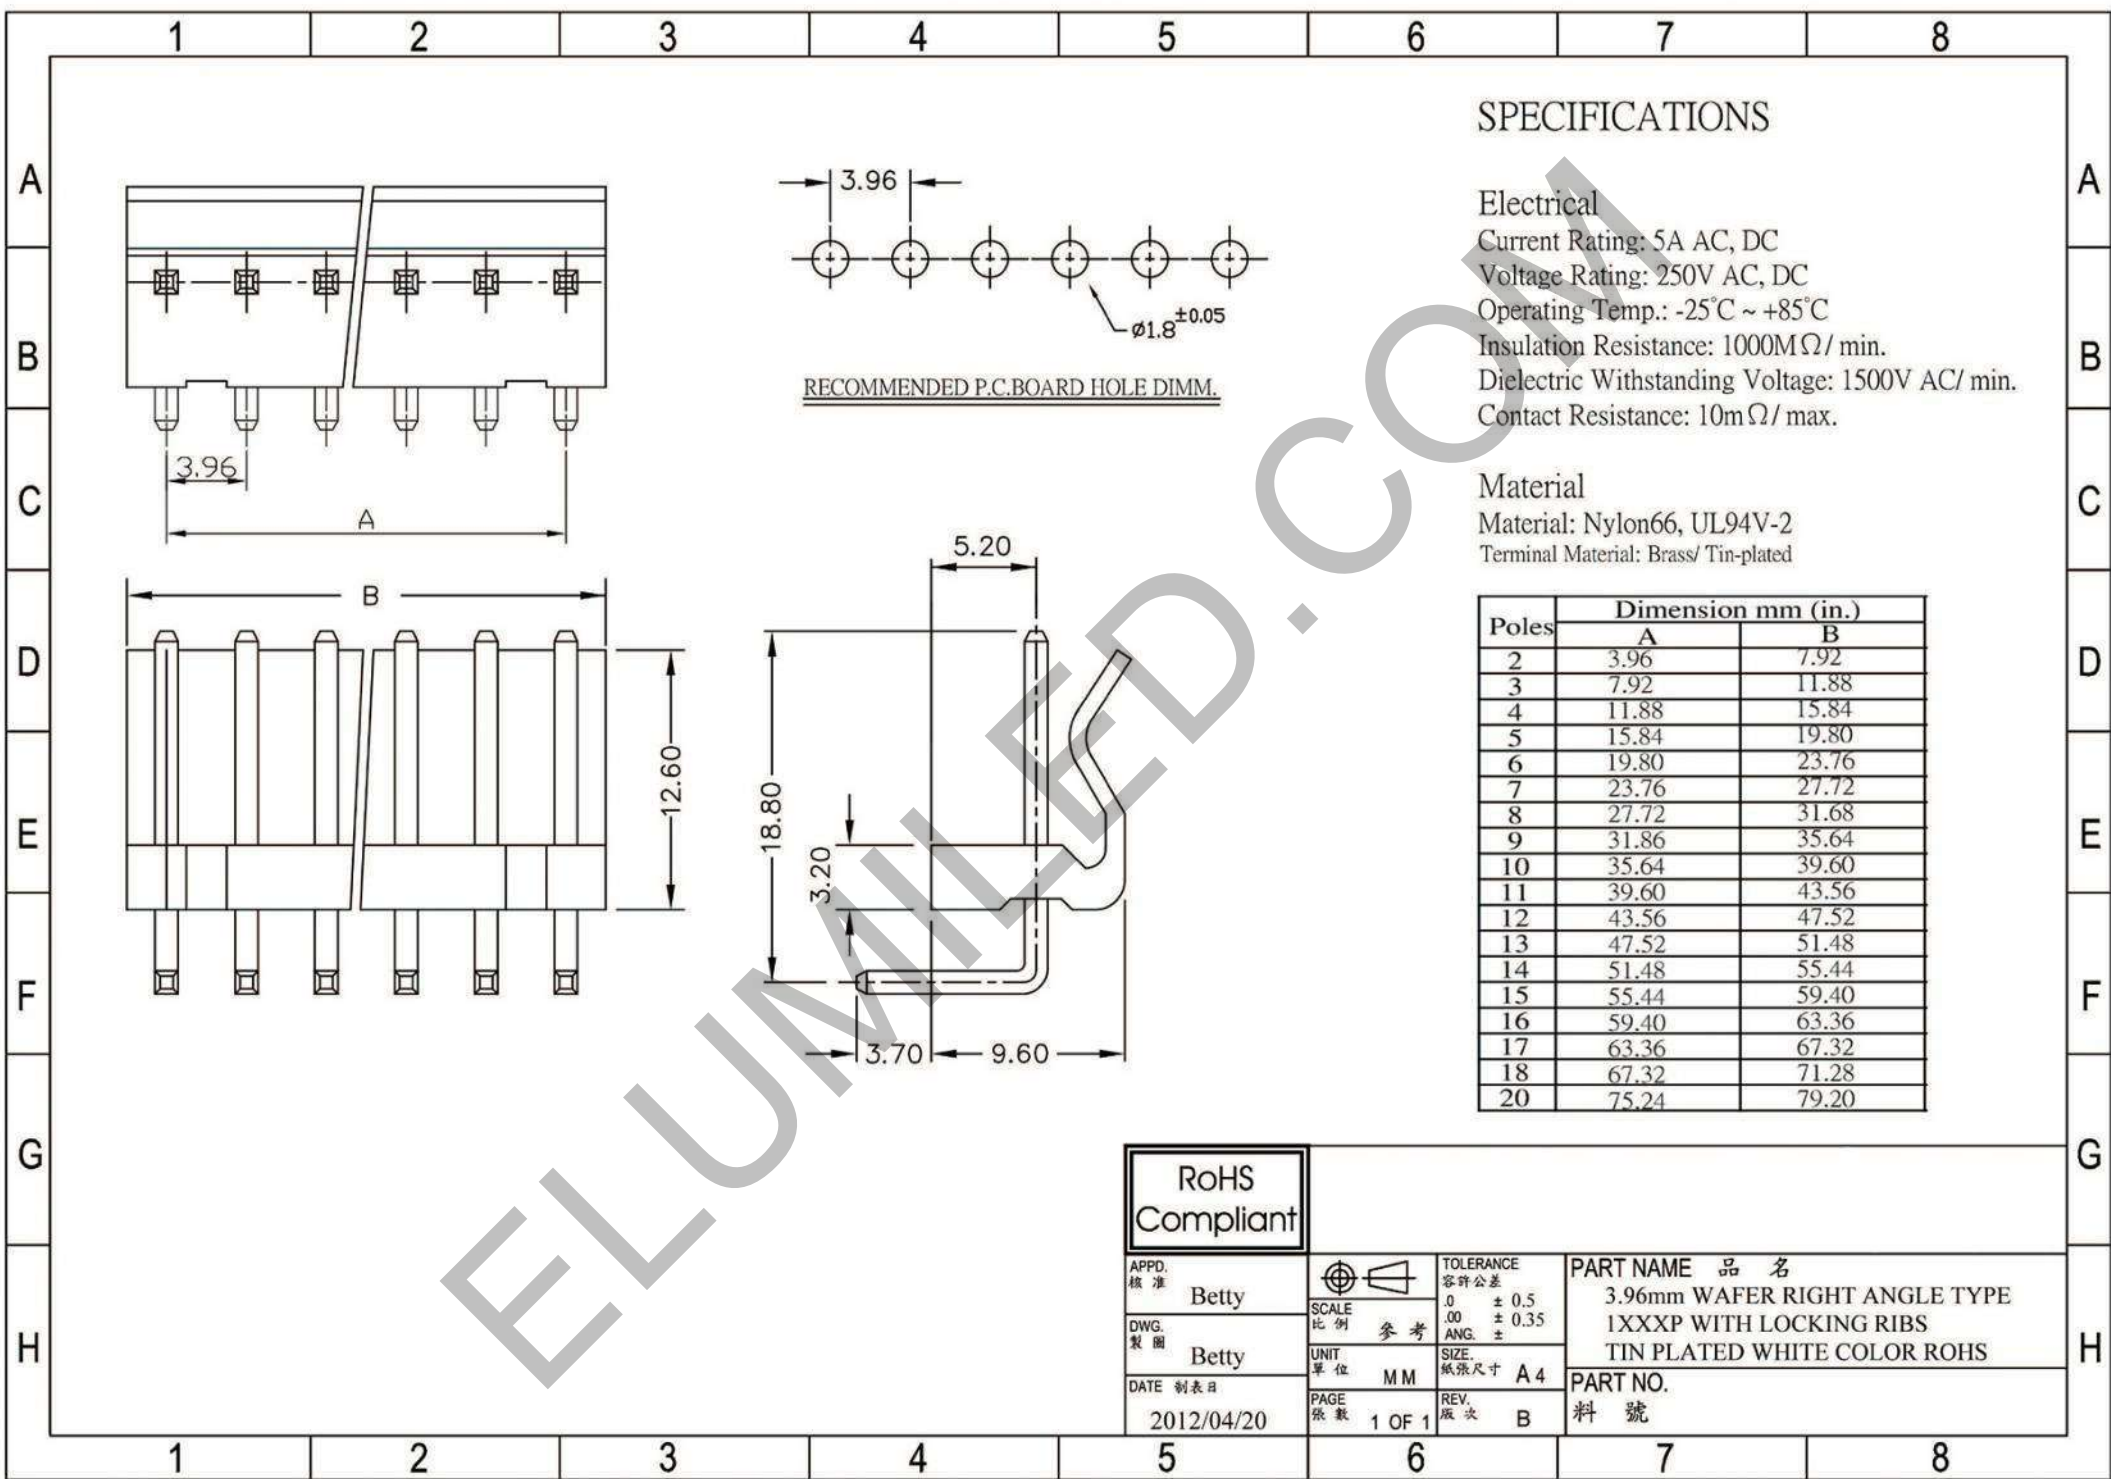 1 2 3 4 5 6 7 8
A
B
C
D
E
F
G
H
A
B
C
D
E
F
G
H
3.96
A
B
12.60
3.96
ø1.8±0.05
RECOMMENDED P.C.BOARD HOLE DIMM.
5.20
18.80
3.20
3.70
9.60
SPECIFICATIONS
Electrical
Current Rating: 5A AC, DC
Voltage Rating: 250V AC, DC
Operating Temp.: -25°C ~ +85°C
Insulation Resistance: 1000MΩ/ min.
Dielectric Withstanding Voltage: 1500V AC/ min.
Contact Resistance: 10mΩ/ max.
Material
Material: Nylon66, UL94V-2
Terminal Material: Brass/ Tin-plated
Poles Dimension mm (in.)
A B
2 3.96 7.92
3 7.92 11.88
4 11.88 15.84
5 15.84 19.80
6 19.80 23.76
7 23.76 27.72
8 27.72 31.68
9 31.86 35.64
10 35.64 39.60
11 39.60 43.56
12 43.56 47.52
13 47.52 51.48
14 51.48 55.44
15 55.44 59.40
16 59.40 63.36
17 63.36 67.32
18 67.32 71.28
20 75.24 79.20
ELUMILED.COM
RoHS
Compliant
APPD.
核 准
Betty
DWG.
製 圖
Betty
DATE 制表日
2012/04/20
SCALE
比 例 參 考
UNIT
單 位 MM
PAGE
張 數 1 OF 1
TOLERANCE
容許公差
.0 ± 0.5
.00 ± 0.35
ANG. ±
SIZE.
紙張尺寸 A4
REV.
版 次 B
PART NAME 品 名
3.96mm WAFER RIGHT ANGLE TYPE
1XXXP WITH LOCKING RIBS
TIN PLATED WHITE COLOR ROHS
PART NO.
料 號
1 2 3 4 5 6 7 8